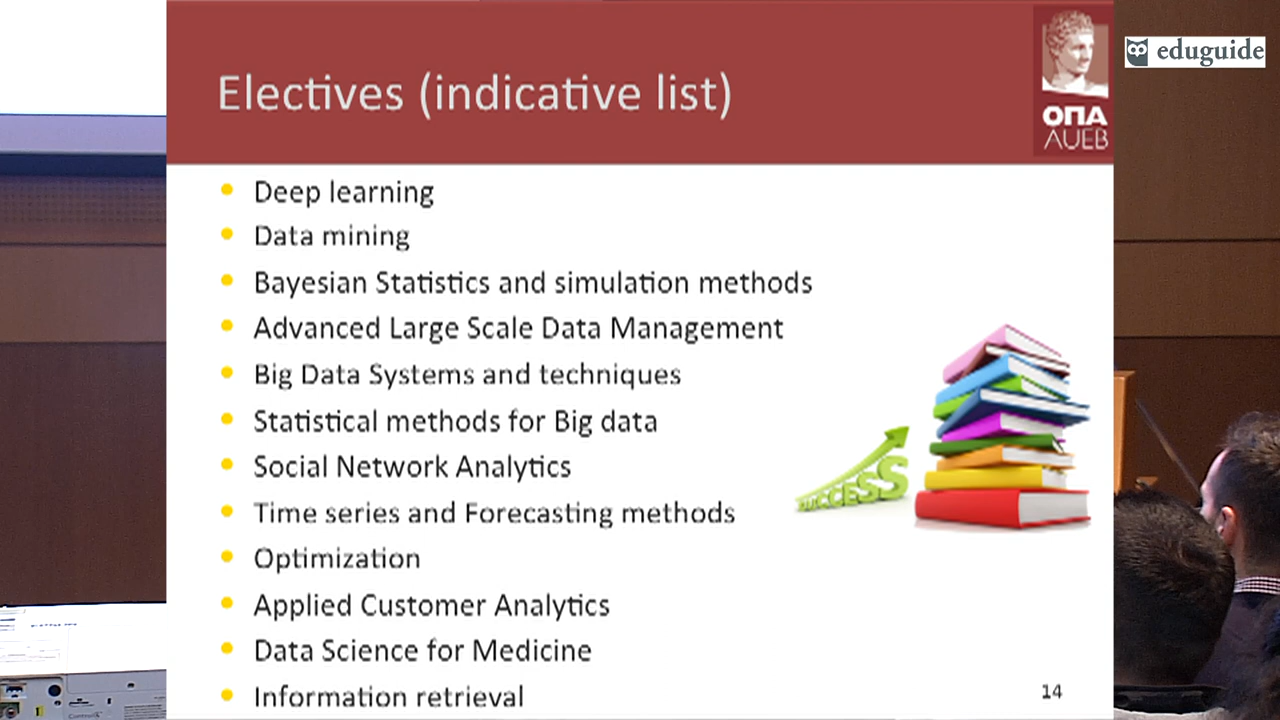 Electives (indicative list)
ΟΠΑ
AUEB
eduguide
Deep learning
Data mining
Bayesian Statistics and simulation methods
Advanced Large Scale Data Management
Big Data Systems and techniques
Statistical methods for Big data
Social Network Analytics
Time series and Forecasting methods
Optimization
Applied Customer Analytics
Data Science for Medicine
Information retrieval
SUCCESS
14